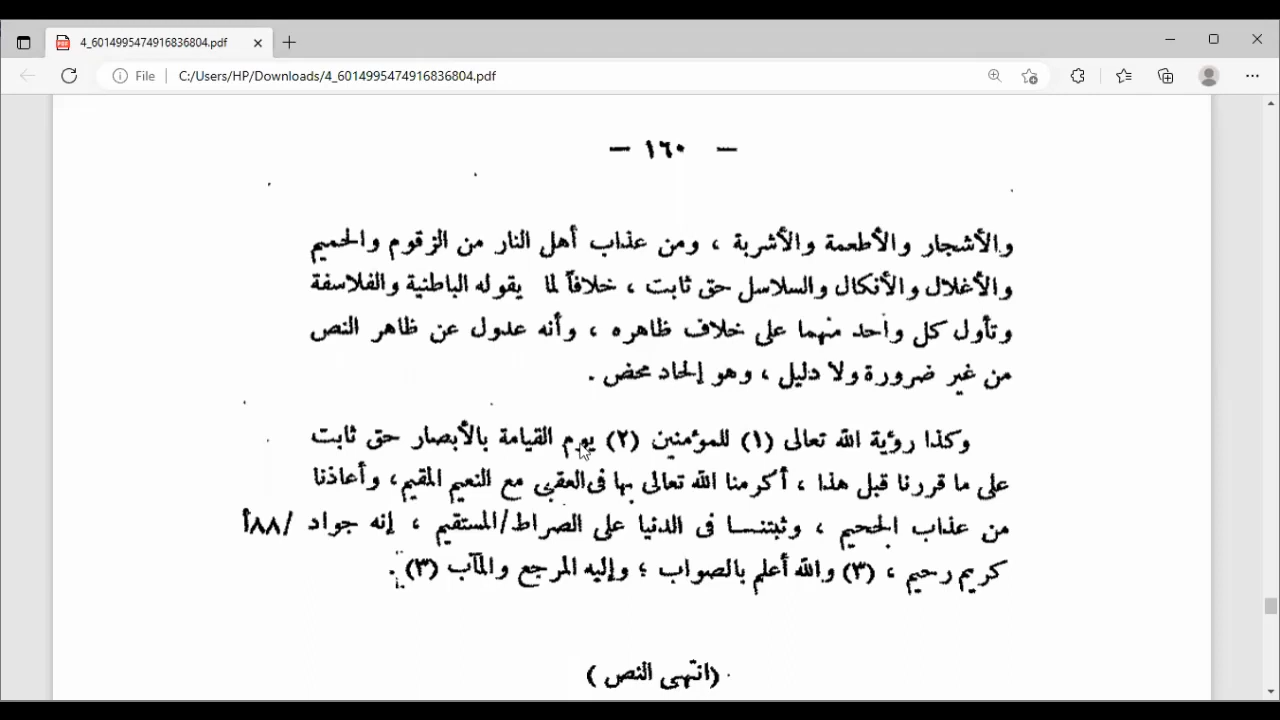 4_6014995474916836804.pdf
File
C:/Users/HP/Downloads/4_6014995474916836804.pdf
— ١٦٠ —
والأشجار والأطعمة والأشربة ، ومن عذاب أهل النار من الزقوم والحميم
والأغلال والأنكال والسلاسل حق ثابت ، خلافاً لما يقوله الباطنية والفلاسفة
وتأول كل واحد منهما على خلاف ظاهره ، وأنه عدول عن ظاهر النص
من غير ضرورة ولا دليل ، وهو إلحاد محض .
وكذا رؤية الله تعالى (١) للمؤمنين (٢) يوم القيامة بالأبصار حق ثابت
على ما قررنا قبل هذا ، أكرمنا الله تعالى بها فى العقبى مع النعيم المقيم، وأعاذنا
من عذاب الجحيم ، وثبتنا فى الدنيا على الصراط/المستقيم ، إنه جواد /٨٨أ
كريم رحيم ، (٣) والله أعلم بالصواب ؛ وإليه المرجع والمآب (٣) .
(انتهى النص )